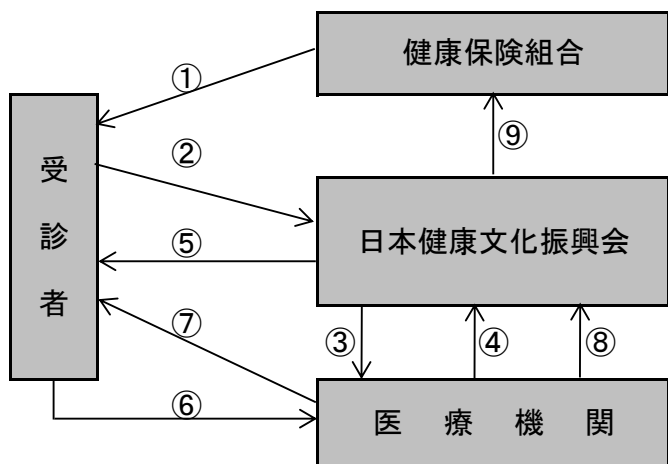 健康保険組合
①
②
⑨
受診者
日本健康文化振興会
⑤
⑦
③
④
⑧
⑥
医療機関